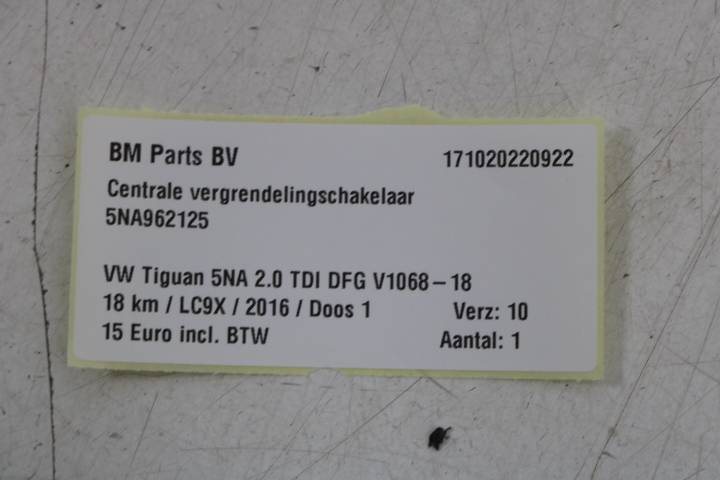 BM Parts BV 171020220922
Centrale vergrendelingschakelaar
5NA962125
VW Tiguan 5NA 2.0 TDI DFG V1068-18
18 km / LC9X / 2016 / Doos 1 Verz: 10
15 Euro incl. BTW Aantal: 1